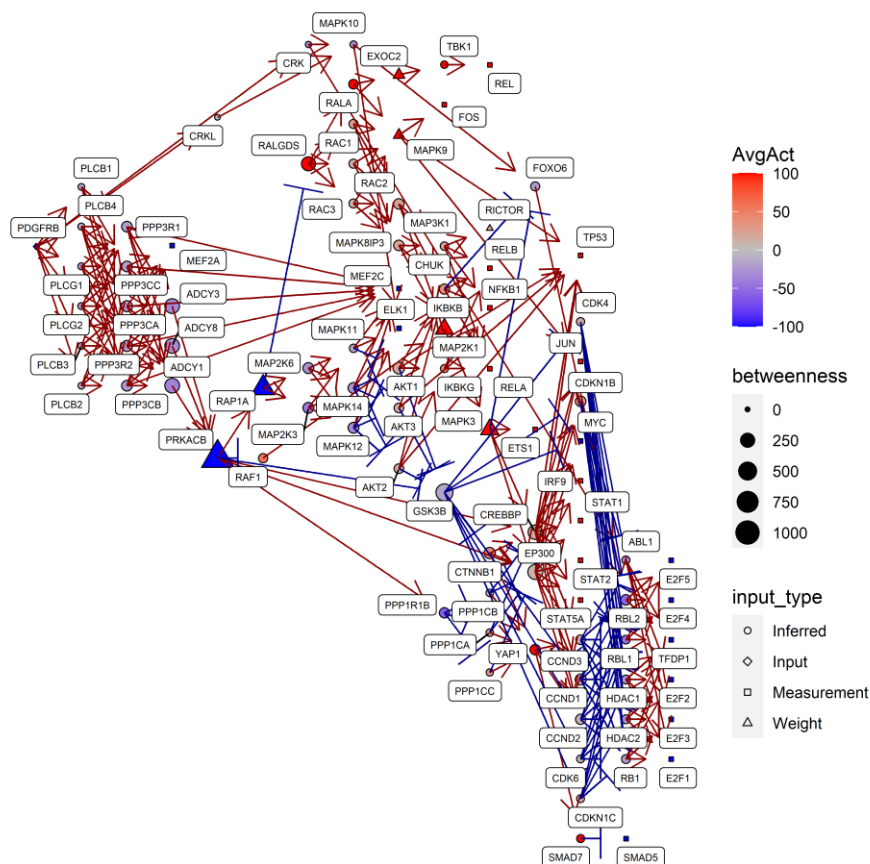 MAPK10
CRK
EXOC2
TBK1
REL
RALA
FOS
CRKL
RALGDS
RAC1
MAPK9
PLCB1
RAC2
FOXO6
PLCB4
RAC3
MAP3K1
RICTOR
PDGFRB
PPP3R1
MAPK8IP3
TP53
MEF2A
CHUK
RELB
MEF2C
PLCG1
PPP3CC
ADCY3
NFKB1
ELK1
IKBKB
CDK4
PLCG2
PPP3CA
ADCY8
MAPK11
MAP2K1
JUN
PLCB3
PPP3R2
ADCY1
MAP2K6
AKT1
IKBKG
RELA
CDKN1B
PLCB2
PPP3CB
RAP1A
MAPK14
MAPK3
MYC
PRKACB
MAP2K3
MAPK12
AKT3
ETS1
RAF1
AKT2
IRF9
GSK3B
CREBBP
STAT1
EP300
ABL1
CTNNB1
STAT2
E2F5
PPP1R1B
PPP1CB
STAT5A
RBL2
E2F4
PPP1CA
YAP1
CCND3
RBL1
TFDP1
PPP1CC
CCND1
HDAC1
E2F2
CCND2
HDAC2
E2F3
CDK6
RB1
E2F1
CDKN1C
SMAD7
SMAD5
AvgAct
100
50
0
-50
-100
betweenness
0
250
500
750
1000
input_type
Inferred
Input
Measurement
Weight